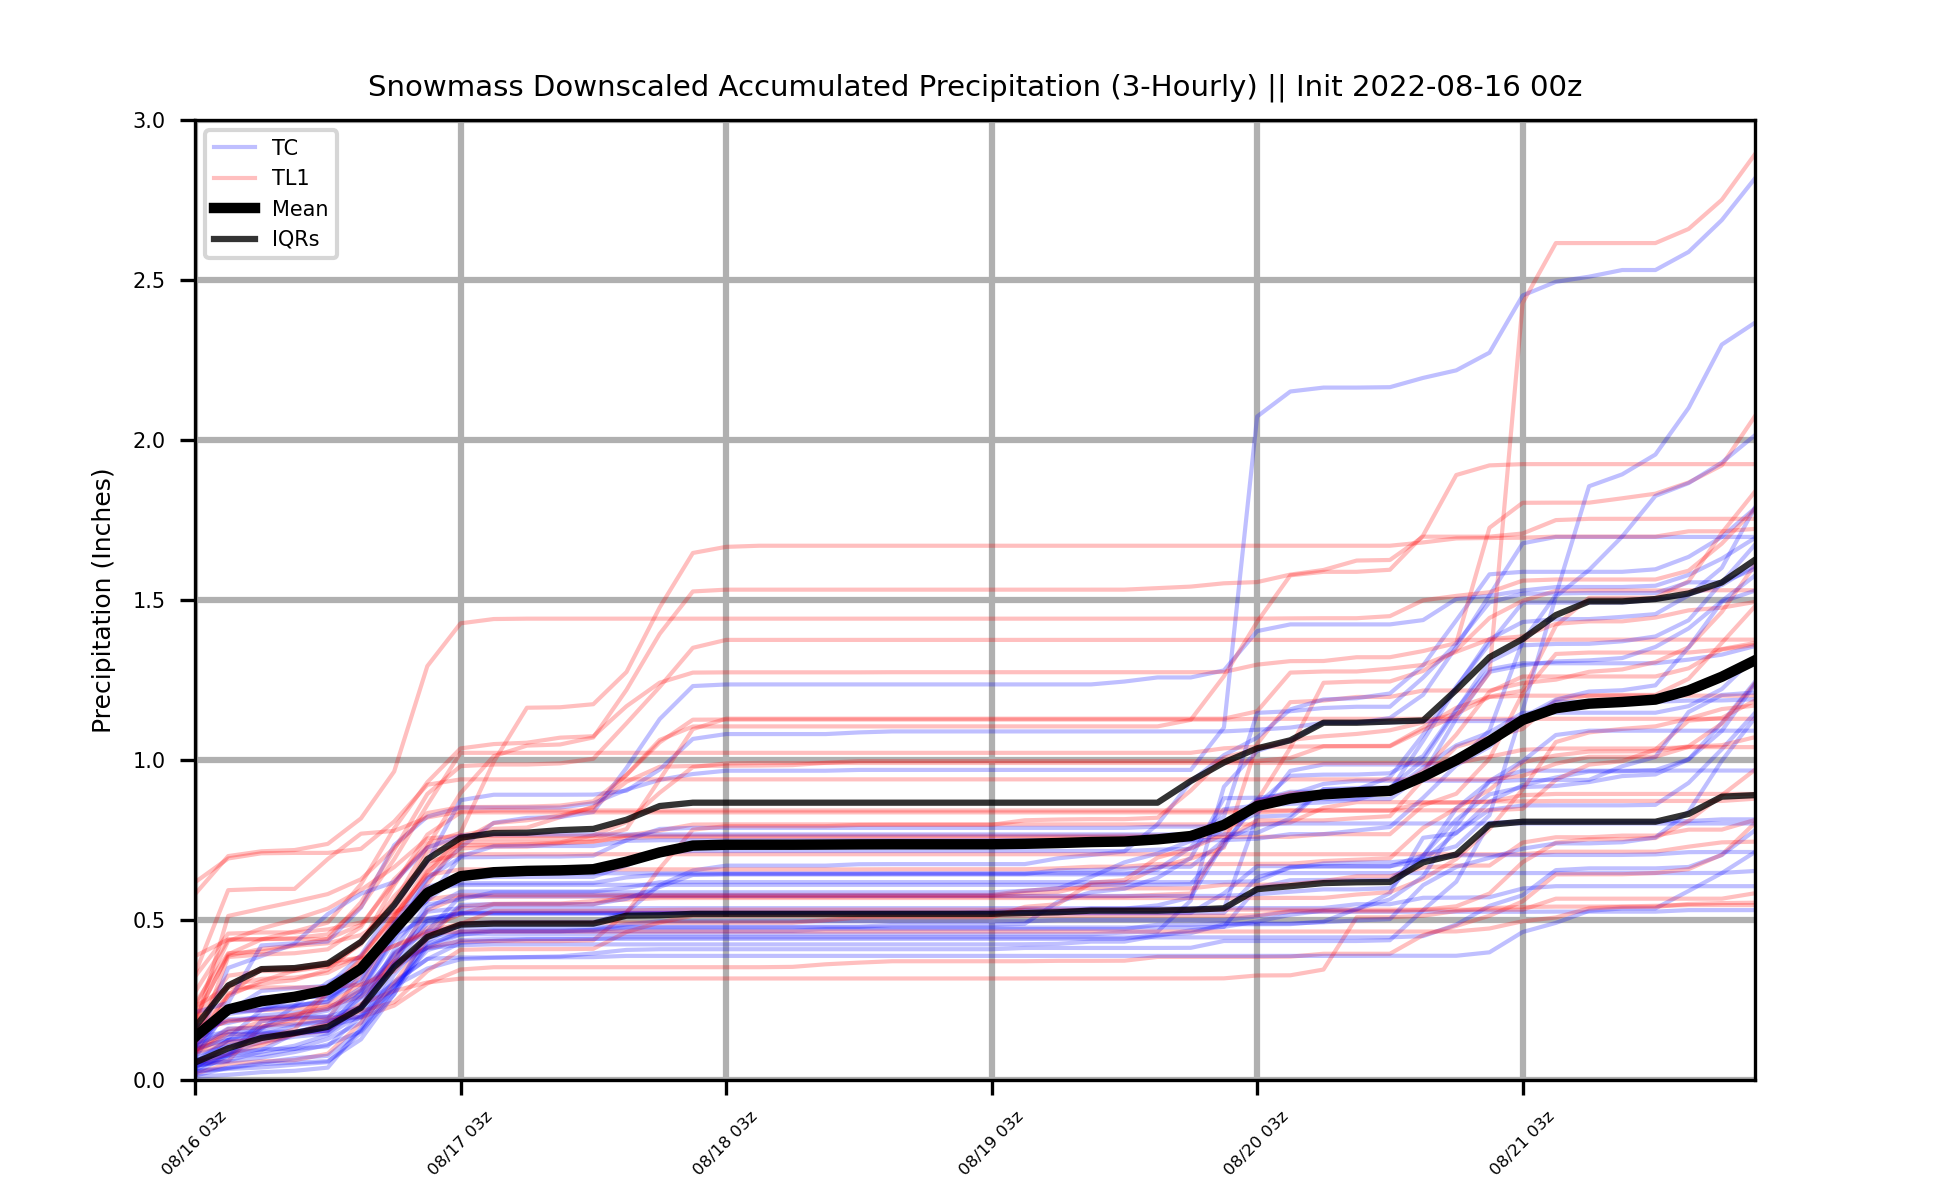 Snowmass Downscaled Accumulated Precipitation (3-Hourly) || Init 2022-08-16 00z
Precipitation (Inches)
3.0
2.5
2.0
1.5
1.0
0.5
0.0
TC
TL1
Mean
IQRs
08/16 03z
08/17 03z
08/18 03z
08/19 03z
08/20 03z
08/21 03z